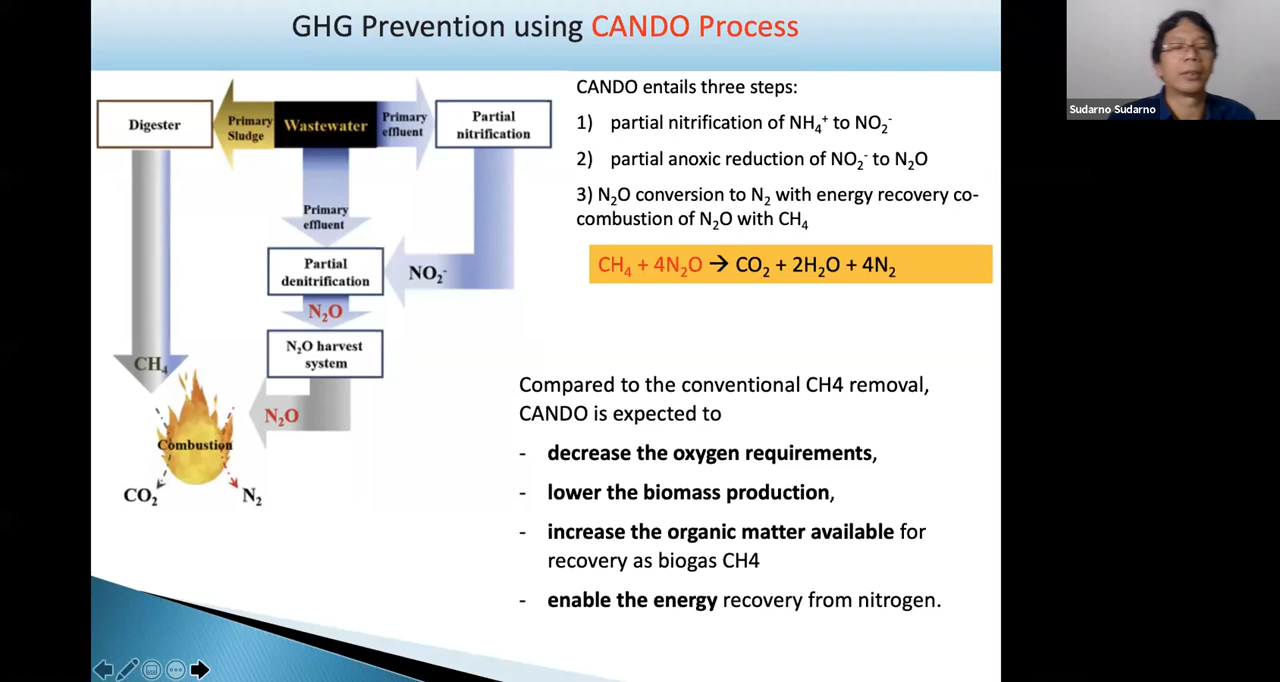 GHG Prevention using CANDO Process
Digester
Primary
Sludge
Wastewater
Primary
effluent
Partial
nitrification
Primary
effluent
Partial
denitrification
NO₂⁻
N₂O
N₂O harvest
system
CH₄
N₂O
Combustion
CO₂
N₂
CANDO entails three steps:
1) partial nitrification of NH₄⁺ to NO₂⁻
2) partial anoxic reduction of NO₂⁻ to N₂O
3) N₂O conversion to N₂ with energy recovery co-
combustion of N₂O with CH₄
CH₄ + 4N₂O → CO₂ + 2H₂O + 4N₂
Compared to the conventional CH4 removal,
CANDO is expected to
- decrease the oxygen requirements,
- lower the biomass production,
- increase the organic matter available for
recovery as biogas CH4
- enable the energy recovery from nitrogen.
Sudarno Sudarno